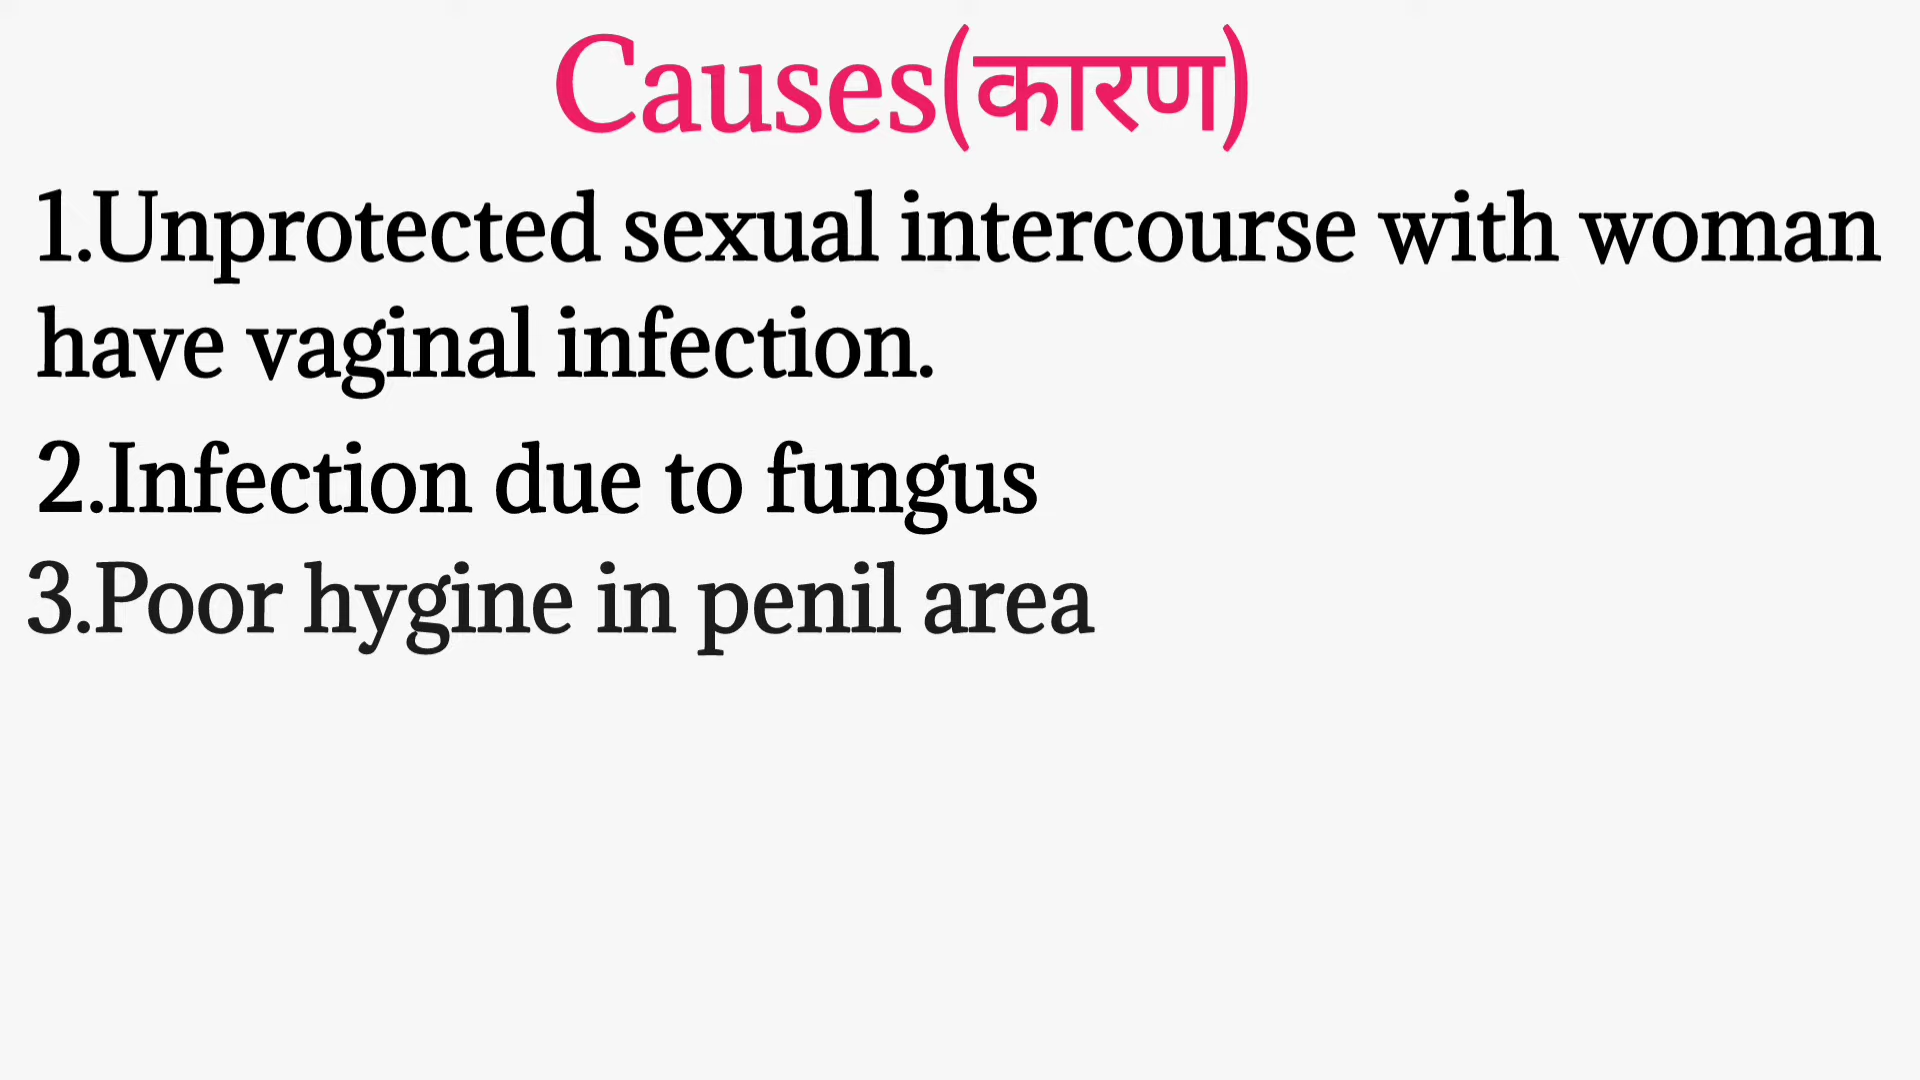 Causes(कारण)
1.Unprotected sexual intercourse with woman
have vaginal infection.
2.Infection due to fungus
3.Poor hygine in penil area